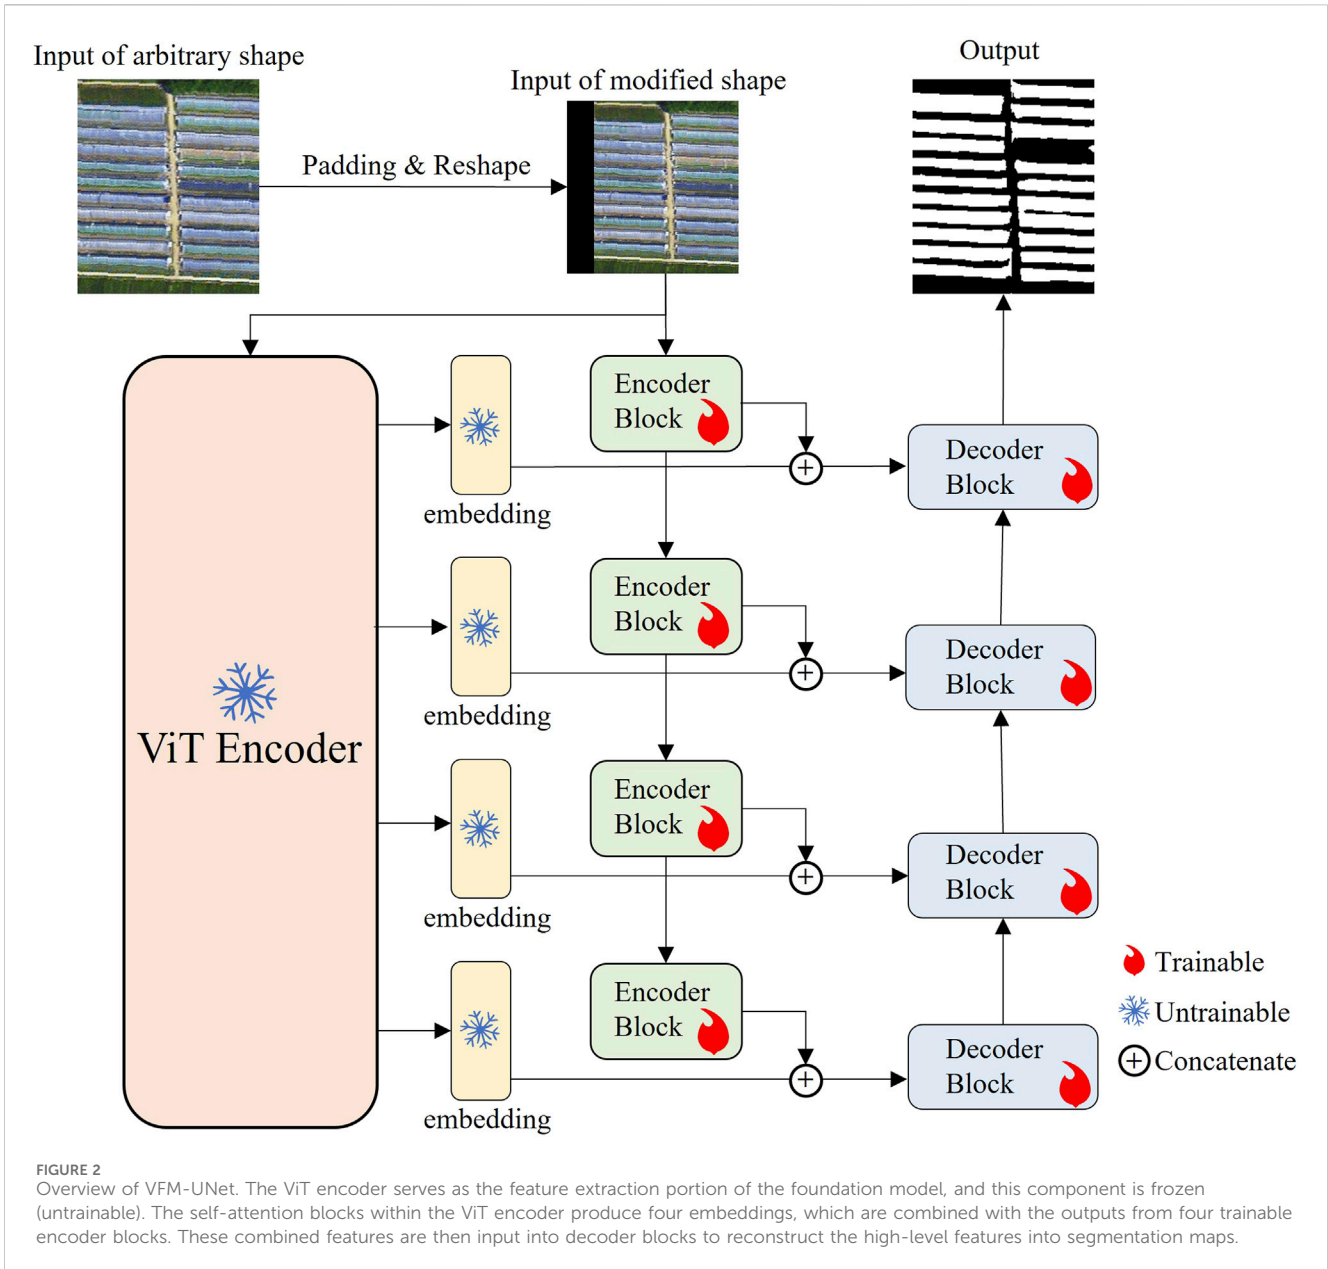 Input of arbitrary shape
Input of modified shape
Output
Padding & Reshape
Encoder
Block
Decoder
Block
embedding
Encoder
Block
Decoder
Block
embedding
ViT Encoder
Encoder
Block
Decoder
Block
embedding
Encoder
Block
Decoder
Block
embedding
Trainable
Untrainable
Concatenate
FIGURE 2
Overview of VFM-UNet. The ViT encoder serves as the feature extraction portion of the foundation model, and this component is frozen
(untrainable). The self-attention blocks within the ViT encoder produce four embeddings, which are combined with the outputs from four trainable
encoder blocks. These combined features are then input into decoder blocks to reconstruct the high-level features into segmentation maps.